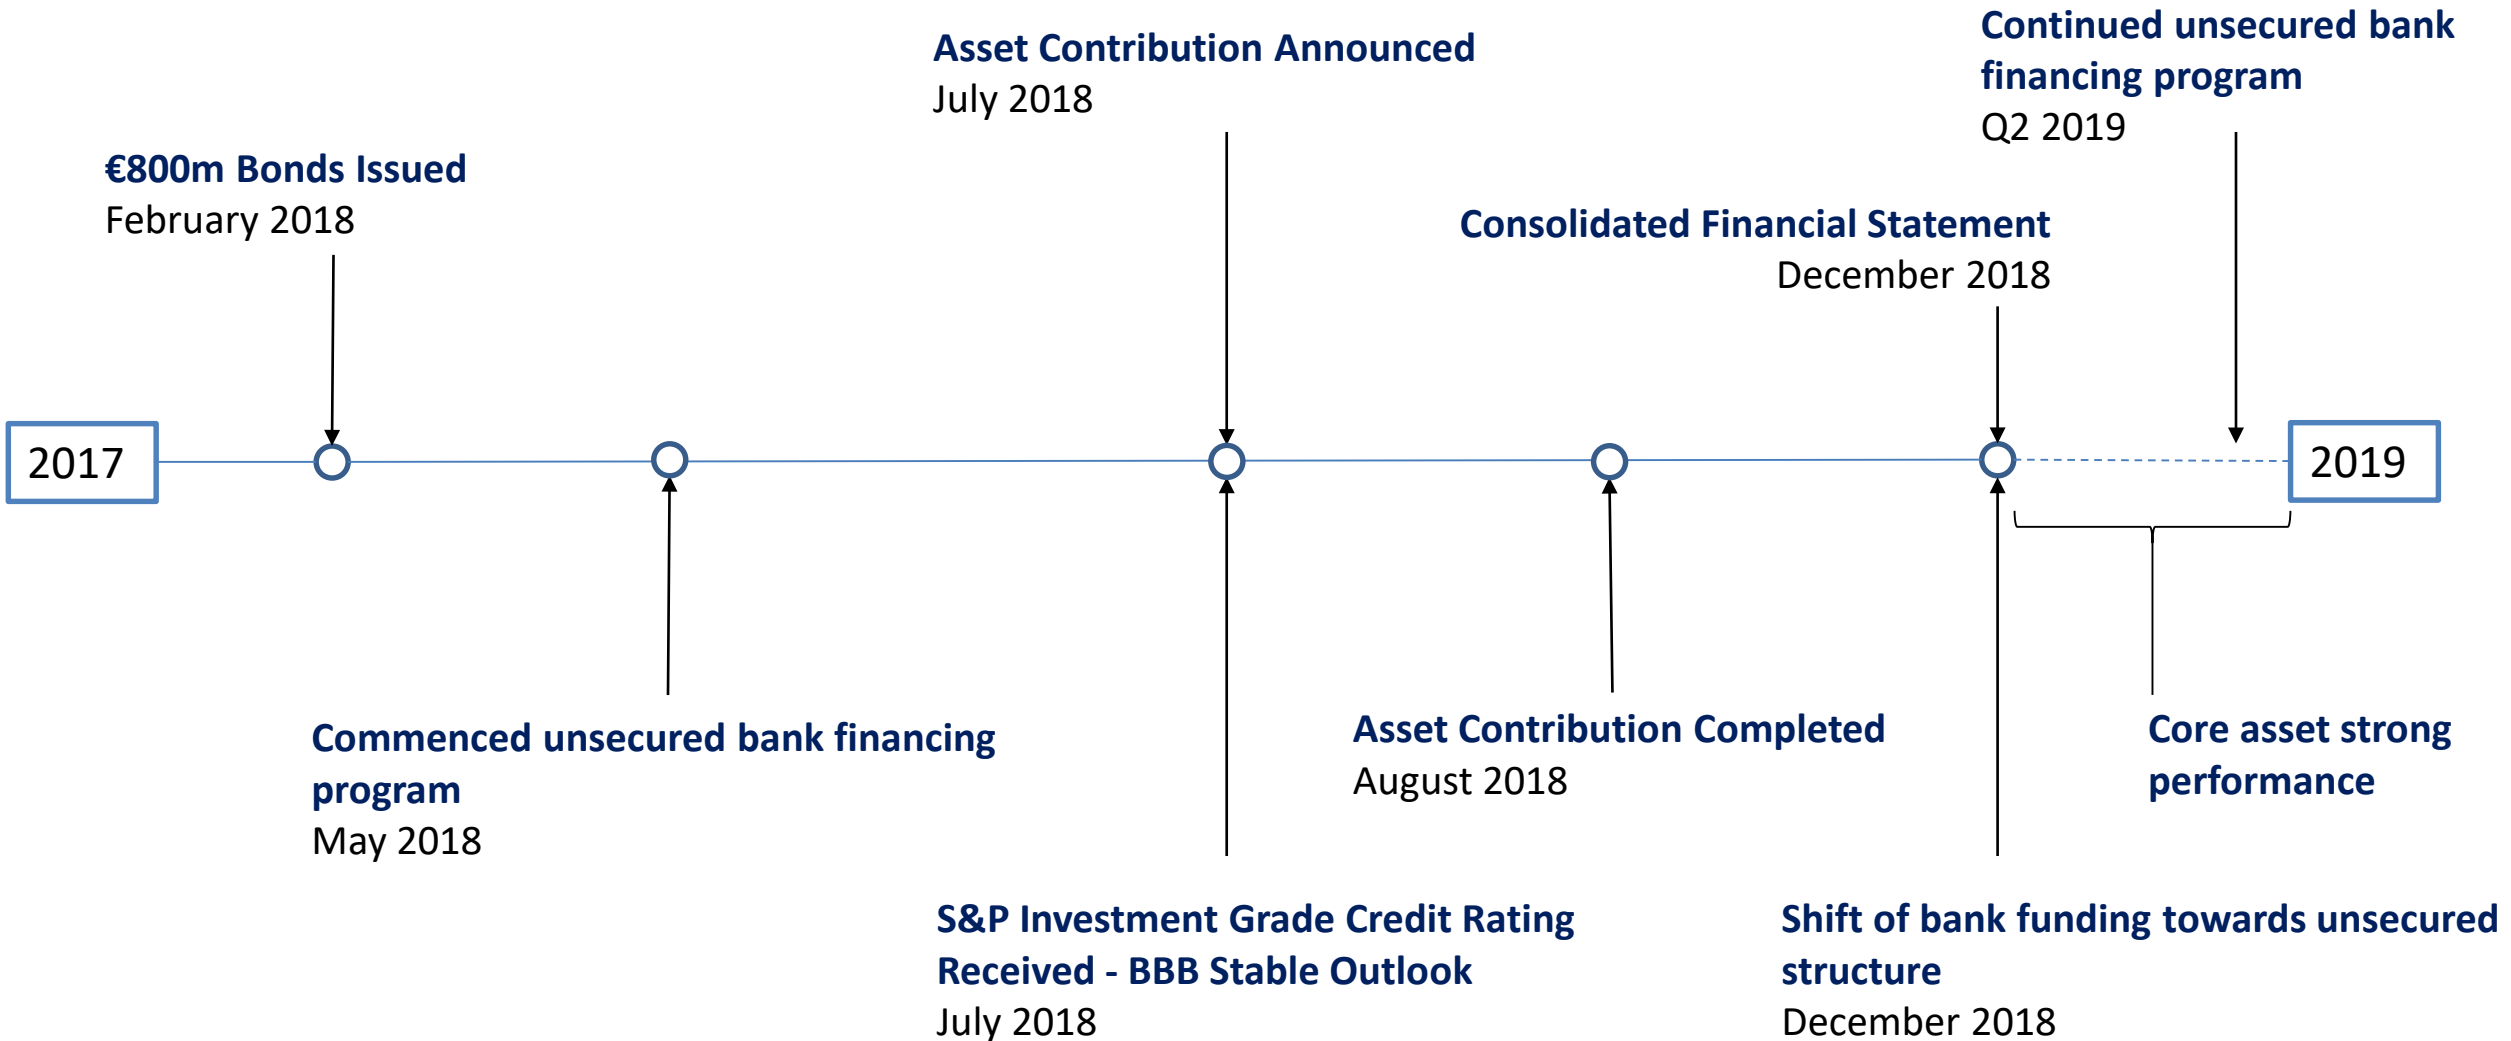 Continued unsecured bank
financing program
Q2 2019
Asset Contribution Announced
July 2018
€800m Bonds Issued
February 2018
Consolidated Financial Statement
December 2018
2017
2019
Commenced unsecured bank financing
program
May 2018
Asset Contribution Completed
August 2018
Core asset strong
performance
S&P Investment Grade Credit Rating
Received - BBB Stable Outlook
July 2018
Shift of bank funding towards unsecured
structure
December 2018